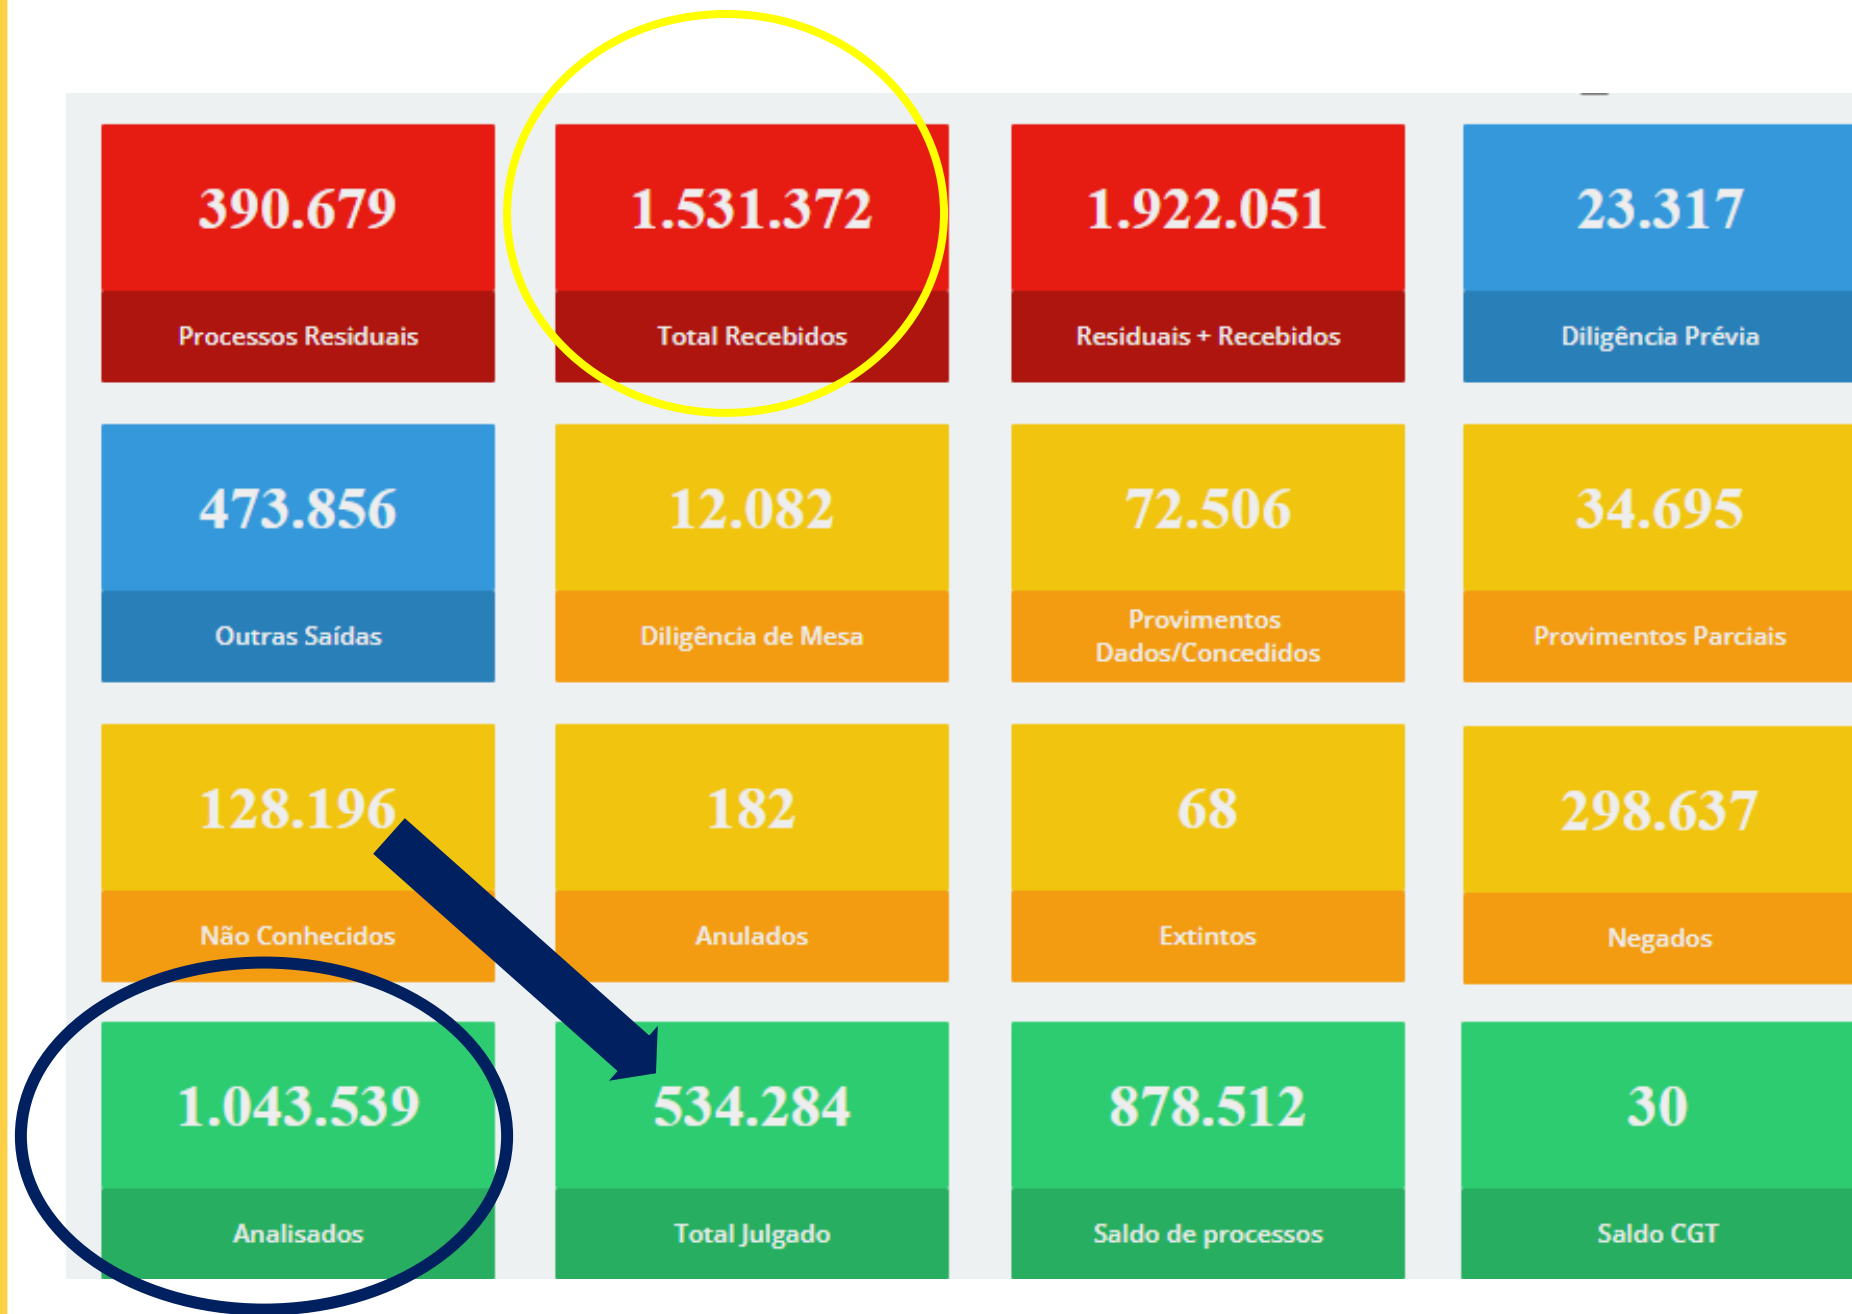 390.679
1.531.372
1.922.051
23.317
Processos Residuais
Total Recebidos
Residuais + Recebidos
Diligência Prévia
473.856
12.082
72.506
34.695
Outras Saídas
Diligência de Mesa
Provimentos
Dados/Concedidos
Provimentos Parciais
128.196
182
68
298.637
Não Conhecidos
Anulados
Extintos
Negados
1.043.539
534.284
878.512
30
Analisados
Total Julgado
Saldo de processos
Saldo CGT